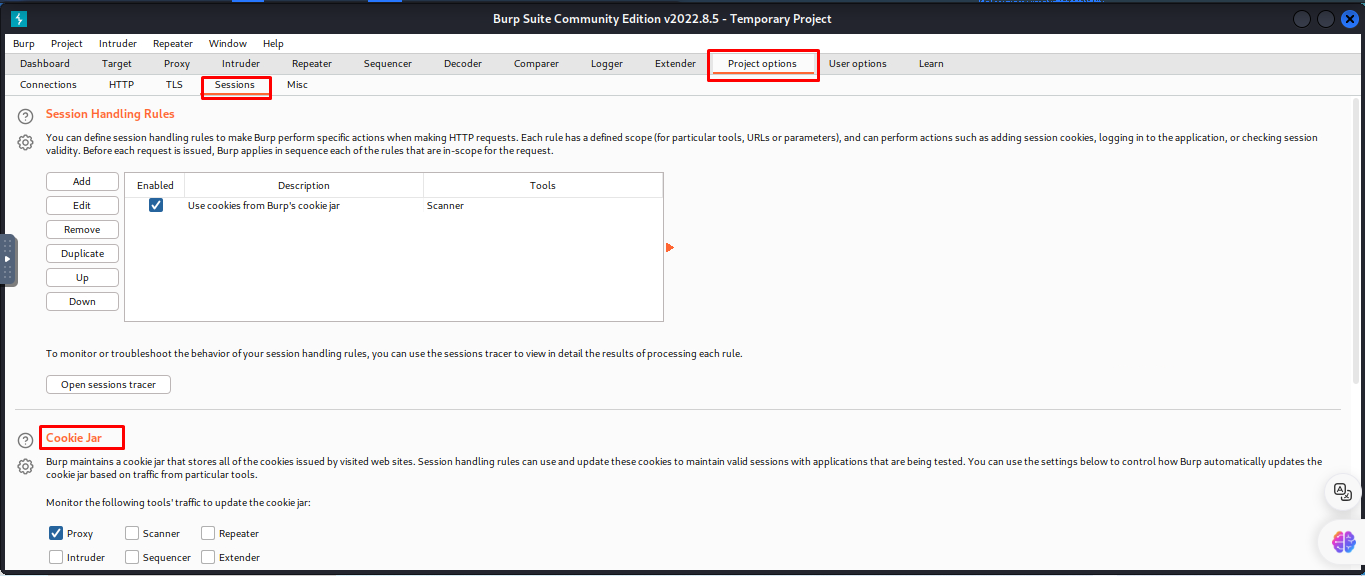 Burp Suite Community Edition v2022.8.5 - Temporary Project
Burp Project Intruder Repeater Window Help
Dashboard Target Proxy Intruder Repeater Sequencer Decoder Comparer Logger Extender Project options User options Learn
Connections HTTP TLS Sessions Misc
Session Handling Rules
You can define session handling rules to make Burp perform specific actions when making HTTP requests. Each rule has a defined scope (for particular tools, URLs or parameters), and can perform actions such as adding session cookies, logging in to the application, or checking session
validity. Before each request is issued, Burp applies in sequence each of the rules that are in-scope for the request.
Add
Edit
Remove
Duplicate
Up
Down
Enabled Description Tools
Use cookies from Burp's cookie jar Scanner
To monitor or troubleshoot the behavior of your session handling rules, you can use the sessions tracer to view in detail the results of processing each rule.
Open sessions tracer
Cookie Jar
Burp maintains a cookie jar that stores all of the cookies issued by visited web sites. Session handling rules can use and update these cookies to maintain valid sessions with applications that are being tested. You can use the settings below to control how Burp automatically updates the
cookie jar based on traffic from particular tools.
Monitor the following tools' traffic to update the cookie jar:
Proxy Scanner Repeater
Intruder Sequencer Extender